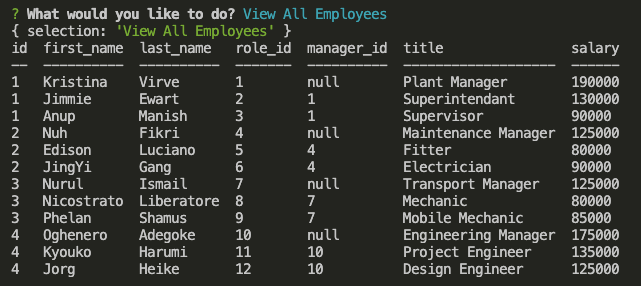 ? What would you like to do? View All Employees
{ selection: 'View All Employees' }
id  first_name  last_name  role_id  manager_id  title                salary
——  ——————————  —————————  ———————  ——————————  ———————————————————  ——————
1   Kristina    Virve      1        null        Plant Manager        190000
1   Jimmie      Ewart      2        1           Superintendant       130000
1   Anup        Manish     3        1           Supervisor           90000
2   Nuh         Fikri      4        null        Maintenance Manager  125000
2   Edison      Luciano    5        4           Fitter               80000
2   JingYi      Gang       6        4           Electrician          90000
3   Nurul       Ismail     7        null        Transport Manager    125000
3   Nicostrato  Liberatore 8        7           Mechanic             80000
3   Phelan      Shamus     9        7           Mobile Mechanic      85000
4   Oghenero    Adegoke    10       null        Engineering Manager  175000
4   Kyouko      Harumi     11       10          Project Engineer     135000
4   Jorg        Heike      12       10          Design Engineer      125000